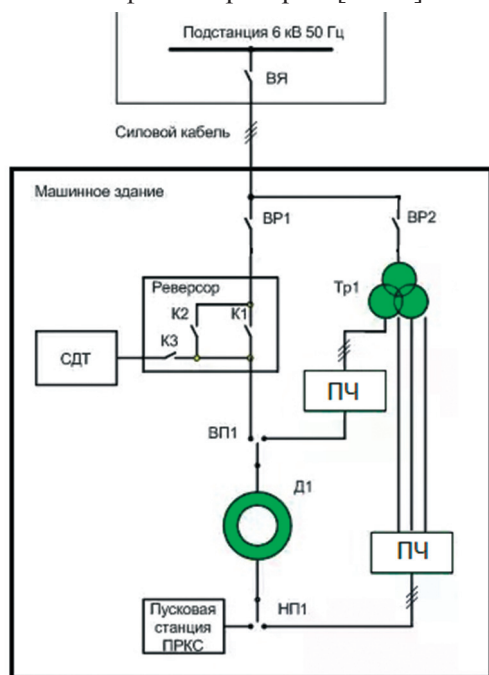 Подстанция 6 кВ 50 Гц
ВЯ
Силовой кабель
Машинное здание
ВР1
ВР2
Реверсор
Тр1
К2
К1
К3
СДТ
ПЧ
ВП1
Д1
ПЧ
Пусковая
станция
ПРКС
НП1